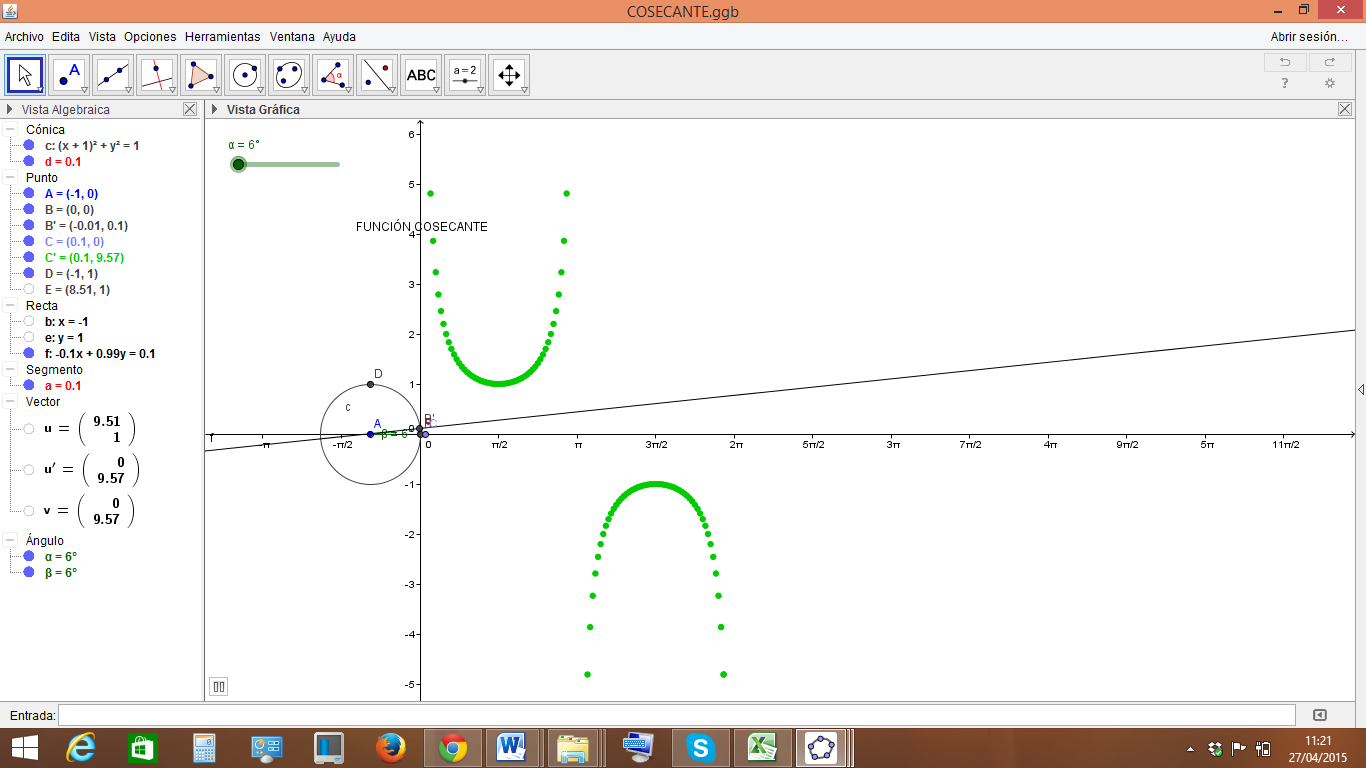 COSECANTE.ggb
Archivo Edita Vista Opciones Herramientas Ventana Ayuda
Abrir sesión...
A
α
ABC
a=2
?
Vista Algebraica
Vista Gráfica
Cónica
c: (x + 1)² + y² = 1
d = 0.1
Punto
A = (-1, 0)
B = (0, 0)
B' = (-0.01, 0.1)
C = (0.1, 0)
C' = (0.1, 9.57)
D = (-1, 1)
E = (8.51, 1)
Recta
b: x = -1
e: y = 1
f: -0.1x + 0.99y = 0.1
Segmento
a = 0.1
Vector
u = ( 9.51
1 )
u' = ( 0
9.57 )
v = ( 0
9.57 )
Ángulo
α = 6°
β = 6°
α = 6°
FUNCIÓN COSECANTE
6
5
4
3
2
1
0
-1
-2
-3
-4
-5
D
c
A
B'
β = 6
f
-π
-π/2
0
π/2
π
3π/2
2π
5π/2
3π
7π/2
4π
9π/2
5π
11π/2
Entrada:
11:21
27/04/2015